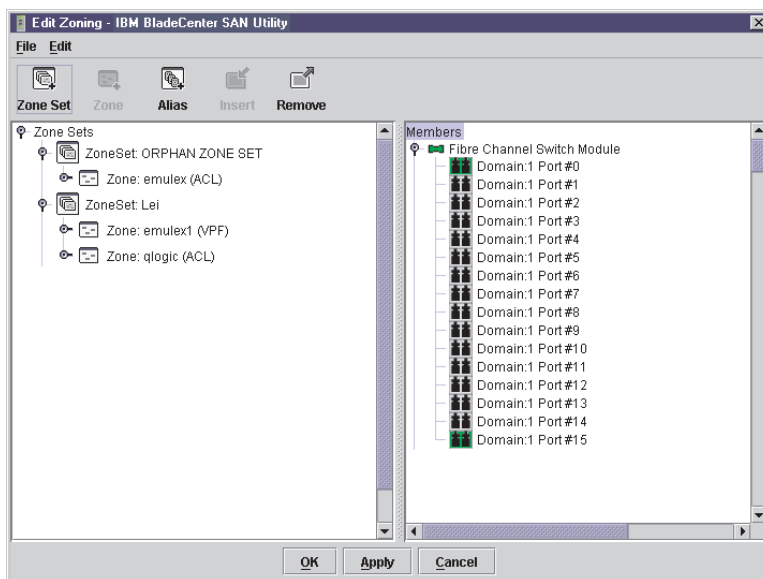 Edit Zoning - IBM BladeCenter SAN Utility
File Edit
Zone Set Zone Alias Insert Remove
Zone Sets
ZoneSet: ORPHAN ZONE SET
Zone: emulex (ACL)
ZoneSet: Lei
Zone: emulex1 (VPF)
Zone: qlogic (ACL)
Members
Fibre Channel Switch Module
Domain:1 Port#0
Domain:1 Port#1
Domain:1 Port#2
Domain:1 Port#3
Domain:1 Port#4
Domain:1 Port#5
Domain:1 Port#6
Domain:1 Port#7
Domain:1 Port#8
Domain:1 Port#9
Domain:1 Port#10
Domain:1 Port#11
Domain:1 Port#12
Domain:1 Port#13
Domain:1 Port#14
Domain:1 Port#15
OK Apply Cancel